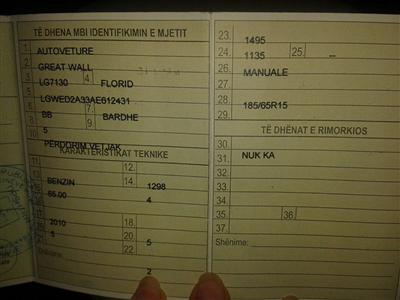 TË DHENA MBI IDENTIFIKIMIN E MJETIT
1 AUTOVETURE
2 GREAT WALL
3 LG7130 4. FLORID
5 LGWED2A33AE612431
6 BB 7.
8 BARDHE
9.
10 5
PERDORIM VETJAK
KARAKTERISTIKAT TEKNIKE
11 12.
13 BENZIN 14. 1298
15 65.00 4
16
17 2010 18.
19 5 20. 5
21 22.
2
23. 1495
24. 1135 25. --
26. MANUALE
27.
28. 185/65R15
29.
TË DHËNAT E RIMORKIOS
30.
31. NUK KA
32.
33.
34.
35. 36.
37.
Shënime: